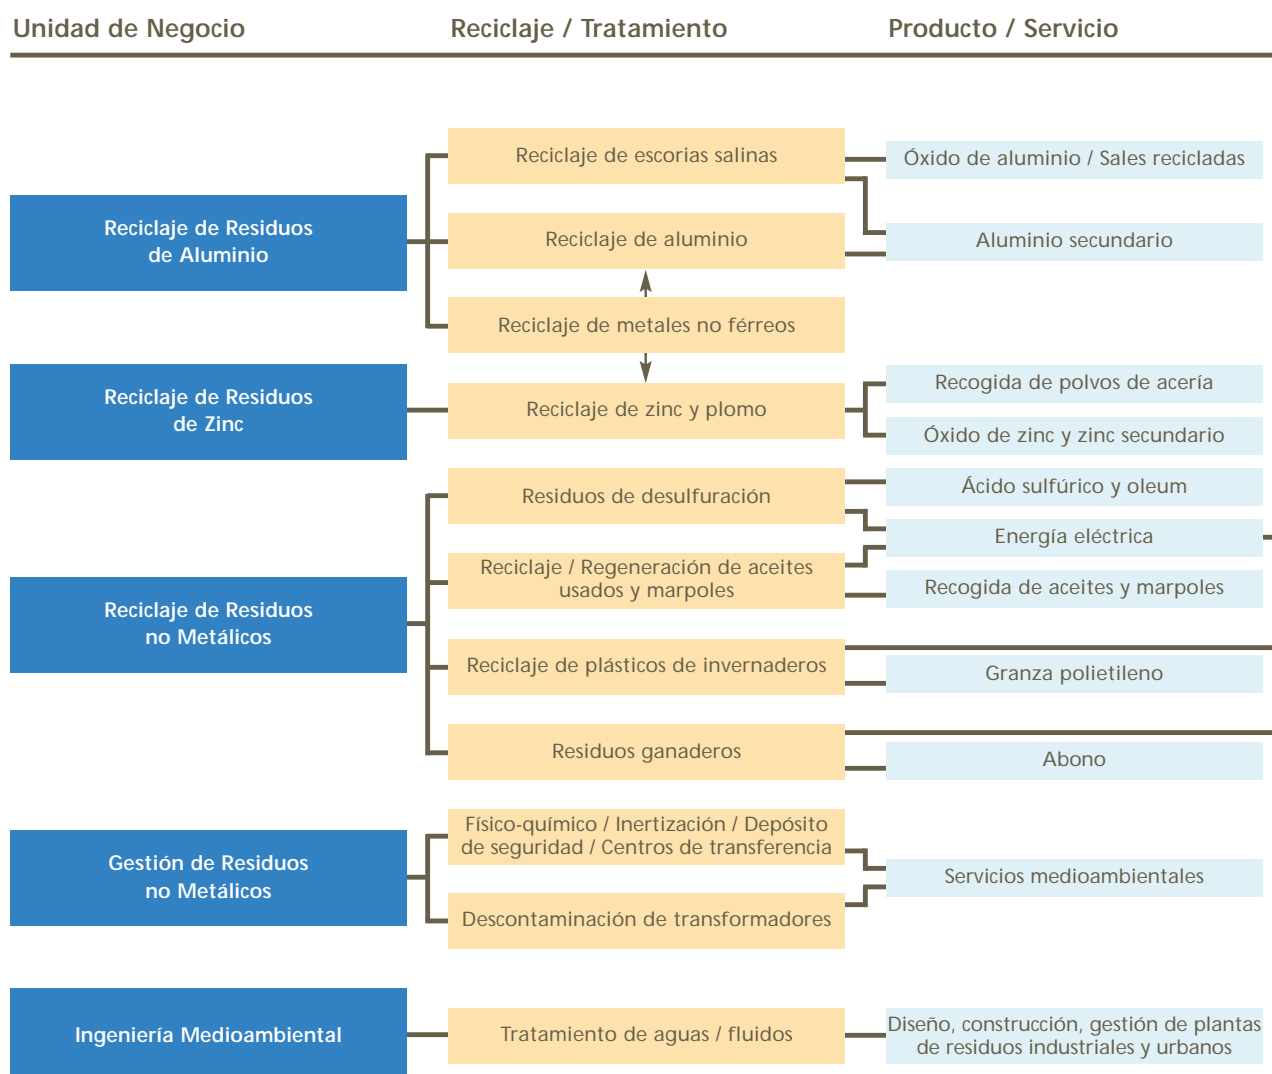 Unidad de Negocio
Reciclaje / Tratamiento
Producto / Servicio
Reciclaje de Residuos
de Aluminio
Reciclaje de escorias salinas
Óxido de aluminio / Sales recicladas
Reciclaje de aluminio
Aluminio secundario
Reciclaje de metales no férreos
Reciclaje de Residuos
de Zinc
Reciclaje de zinc y plomo
Recogida de polvos de acería
Óxido de zinc y zinc secundario
Reciclaje de Residuos
no Metálicos
Residuos de desulfuración
Ácido sulfúrico y oleum
Energía eléctrica
Reciclaje / Regeneración de aceites
usados y marpoles
Recogida de aceites y marpoles
Reciclaje de plásticos de invernaderos
Granza polietileno
Residuos ganaderos
Abono
Gestión de Residuos
no Metálicos
Físico-químico / Inertización / Depósito
de seguridad / Centros de transferencia
Servicios medioambientales
Descontaminación de transformadores
Ingeniería Medioambiental
Tratamiento de aguas / fluidos
Diseño, construcción, gestión de plantas
de residuos industriales y urbanos